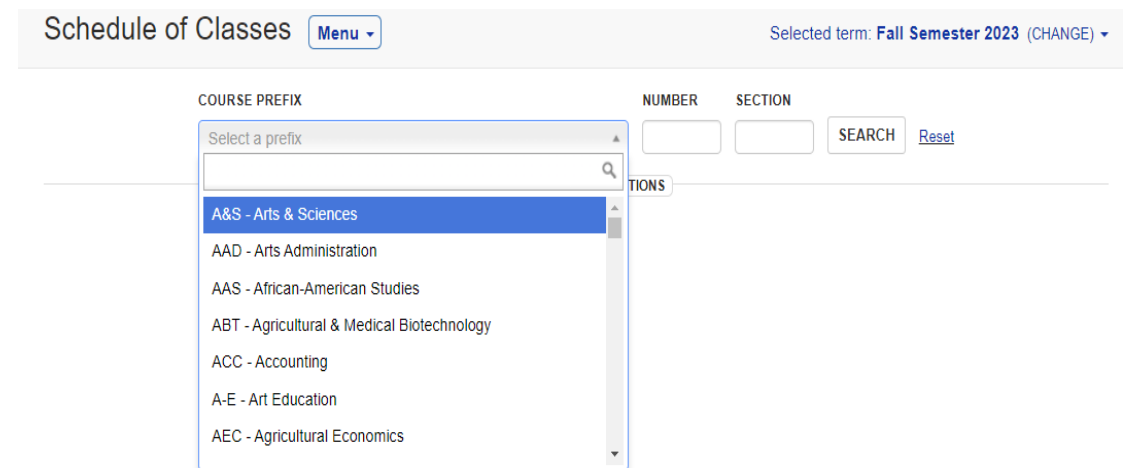 Schedule of Classes Menu Selected term: Fall Semester 2023 (CHANGE)
COURSE PREFIX NUMBER SECTION
Select a prefix SEARCH Reset
TIONS
A&S - Arts & Sciences
AAD - Arts Administration
AAS - African-American Studies
ABT - Agricultural & Medical Biotechnology
ACC - Accounting
A-E - Art Education
AEC - Agricultural Economics